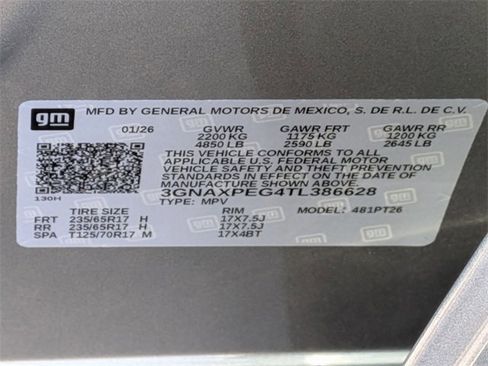 gm MFD BY GENERAL MOTORS DE MEXICO, S. DE R.L. DE C.V.
01/26 GVWR GAWR FRT GAWR RR
2200 KG 1175 KG 1200 KG
4850 LB 2590 LB 2645 LB
THIS VEHICLE CONFORMS TO ALL
APPLICABLE U.S. FEDERAL MOTOR
VEHICLE SAFETY AND THEFT PREVENTION
STANDARDS IN EFFECT ON THE DATE OF
MANUFACTURE SHOWN ABOVE.
3GNAXPEG4TL386628
130H TYPE: MPV
TIRE SIZE RIM MODEL: 481PT26
FRT 235/65R17 H 17X7.5J
RR 235/65R17 H 17X7.5J
SPA T125/70R17 M 17X4BT